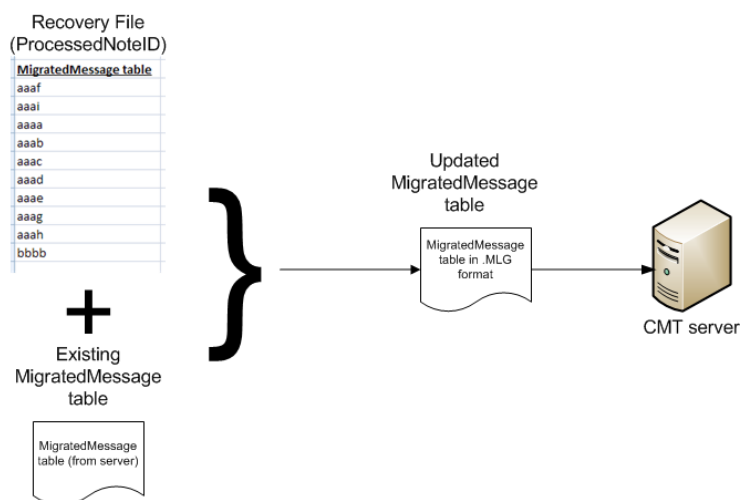 Recovery File
(ProcessedNoteID)
MigratedMessage table
aaaf
aaai
aaaa
aaab
aaac
aaad
aaae
aaag
aaah
bbbb
+
Existing
MigratedMessage
table
MigratedMessage
table (from server)
}
Updated
MigratedMessage
table
MigratedMessage
table in .MLG
format
CMT server